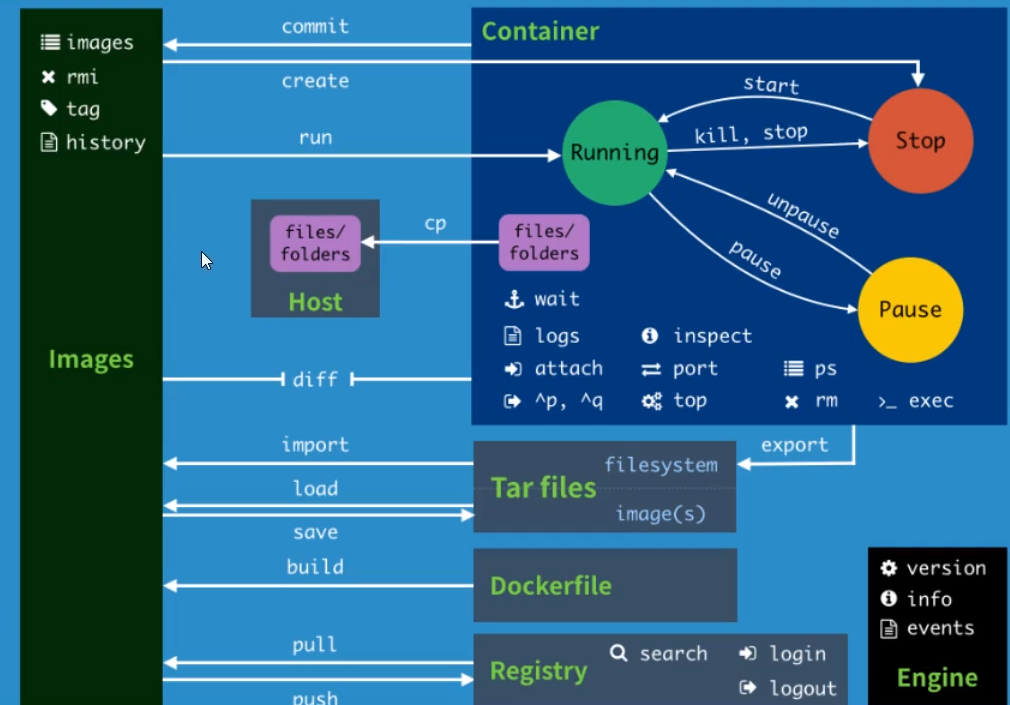 images
rmi
tag
history
Images
commit
create
run
cp
files/
folders
Host
diff
import
load
save
build
pull
push
Container
start
kill, stop
unpause
pause
Running
Stop
Pause
files/
folders
wait
logs
inspect
attach
port
ps
^p, ^q
top
rm
>_ exec
export
Tar files
filesystem
image(s)
Dockerfile
Registry
search
login
logout
version
info
events
Engine